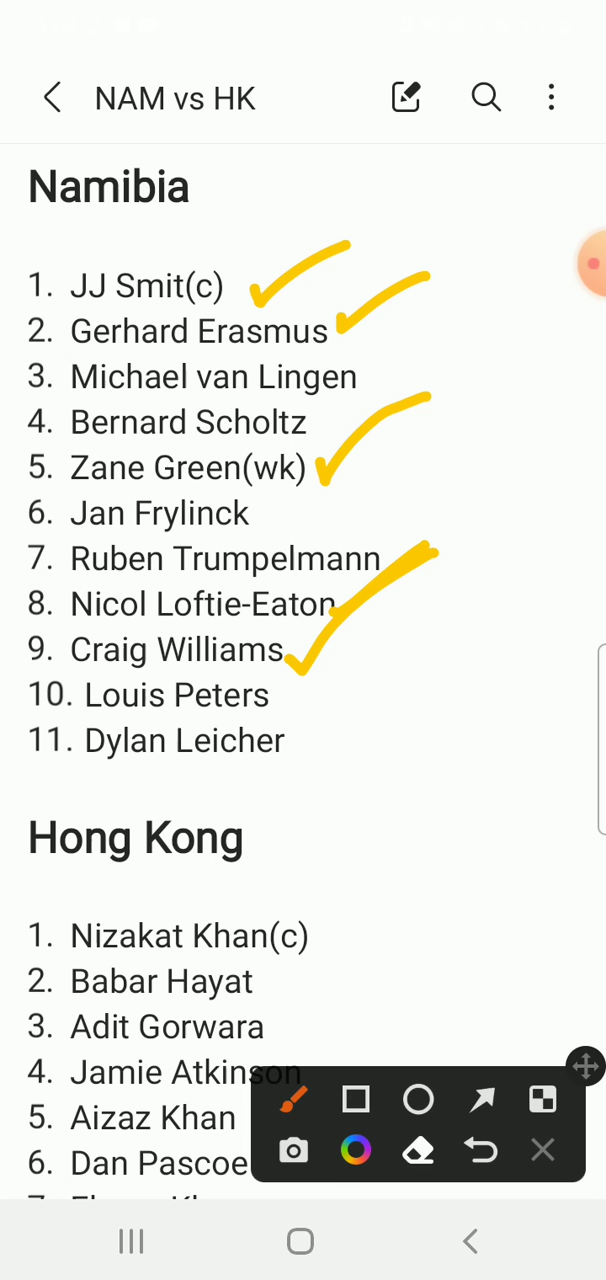 NAM vs HK
Namibia
1. JJ Smit(c)
2. Gerhard Erasmus
3. Michael van Lingen
4. Bernard Scholtz
5. Zane Green(wk)
6. Jan Frylinck
7. Ruben Trumpelmann
8. Nicol Loftie-Eaton
9. Craig Williams
10. Louis Peters
11. Dylan Leicher
Hong Kong
1. Nizakat Khan(c)
2. Babar Hayat
3. Adit Gorwara
4. Jamie Atkinson
5. Aizaz Khan
6. Dan Pascoe